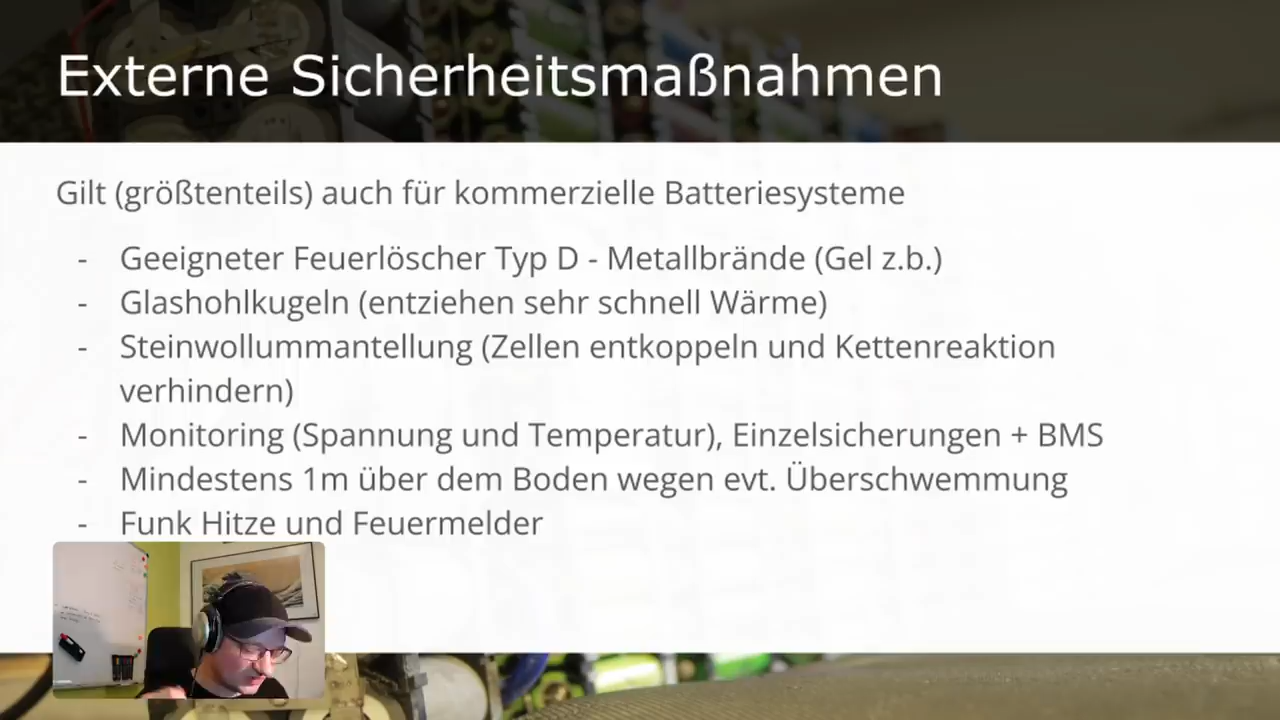 Externe Sicherheitsmaßnahmen
Gilt (größtenteils) auch für kommerzielle Batteriesysteme
- Geeigneter Feuerlöscher Typ D - Metallbrände (Gel z.b.)
- Glashohlkugeln (entziehen sehr schnell Wärme)
- Steinwollummantellung (Zellen entkoppeln und Kettenreaktion
verhindern)
- Monitoring (Spannung und Temperatur), Einzelsicherungen + BMS
- Mindestens 1m über dem Boden wegen evt. Überschwemmung
- Funk Hitze und Feuermelder